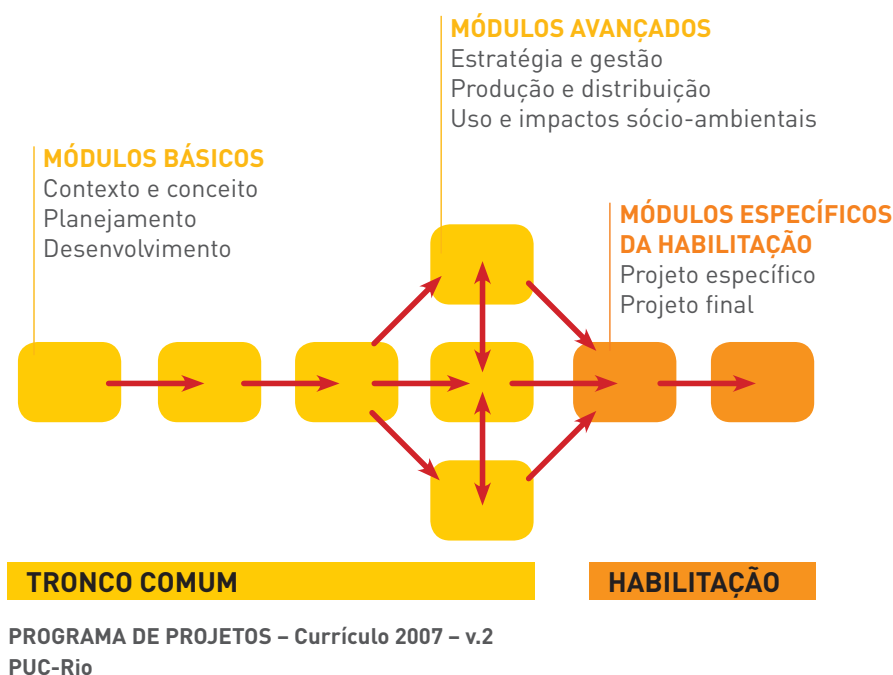 MÓDULOS AVANÇADOS
Estratégia e gestão
Produção e distribuição
Uso e impactos sócio-ambientais
MÓDULOS BÁSICOS
Contexto e conceito
Planejamento
Desenvolvimento
MÓDULOS ESPECÍFICOS
DA HABILITAÇÃO
Projeto específico
Projeto final
TRONCO COMUM
HABILITAÇÃO
PROGRAMA DE PROJETOS – Currículo 2007 – v.2
PUC-Rio